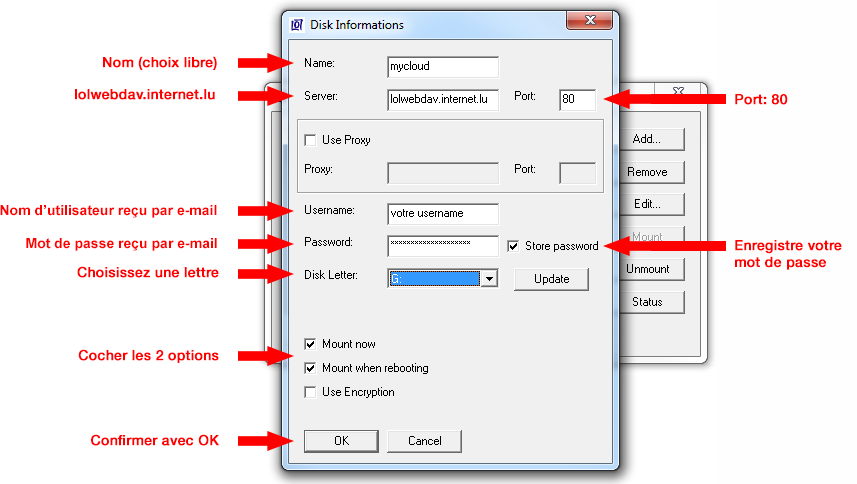 Disk Informations
Nom (choix libre)
Name:
mycloud
lolwebdav.internet.lu
Server:
lolwebdav.internet.lu
Port:
80
Port: 80
Use Proxy
Proxy:
Port:
Nom d'utilisateur reçu par e-mail
Username:
votre username
Mot de passe reçu par e-mail
Password:
××××××××××××××××××××
Store password
Enregistre votre
mot de passe
Choisissez une lettre
Disk Letter:
G:
Update
Mount now
Cocher les 2 options
Mount when rebooting
Use Encryption
Confirmer avec OK
OK
Cancel
Add...
Remove
Edit...
Mount
Unmount
Status